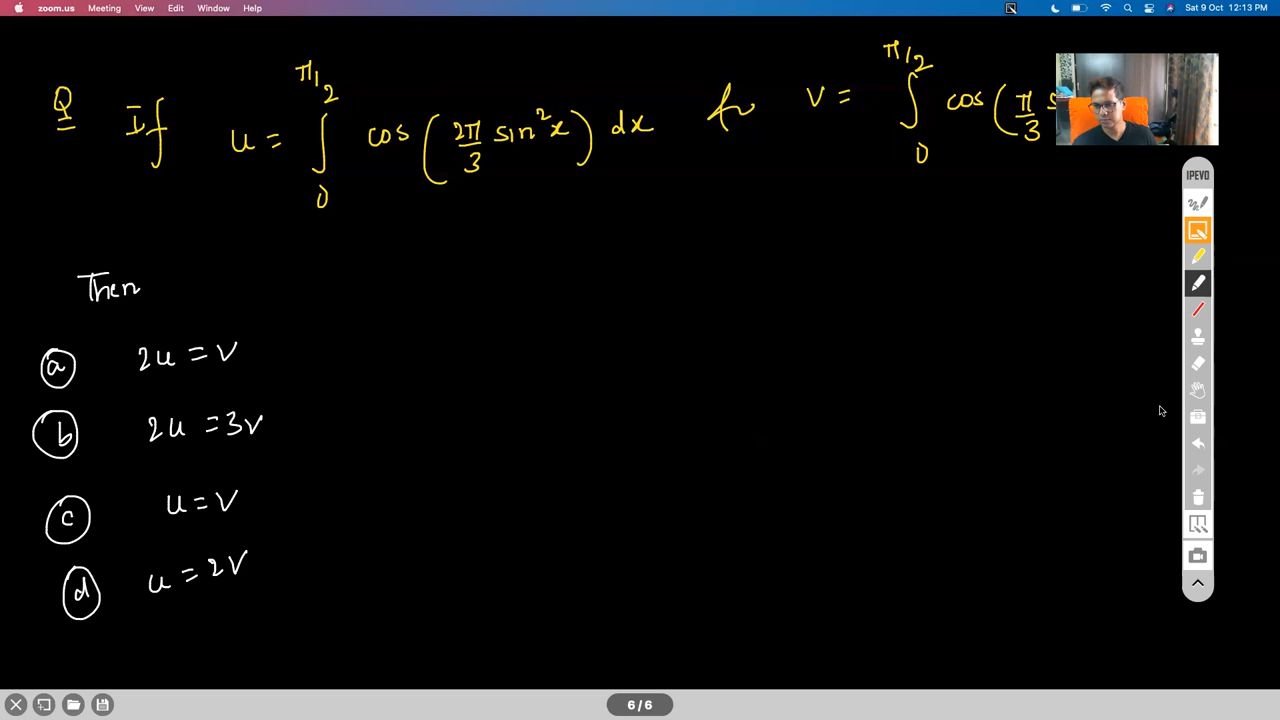 zoom.us Meeting View Edit Window Help Sat 9 Oct 12:13 PM
Q If u = ∫₀^(π/2) cos(2π/3 sin²x) dx & v = ∫₀^(π/2) cos(π/3 s
IPEVO
Then
a 2u = v
b 2u = 3v
c u = v
d u = 2v
6 / 6